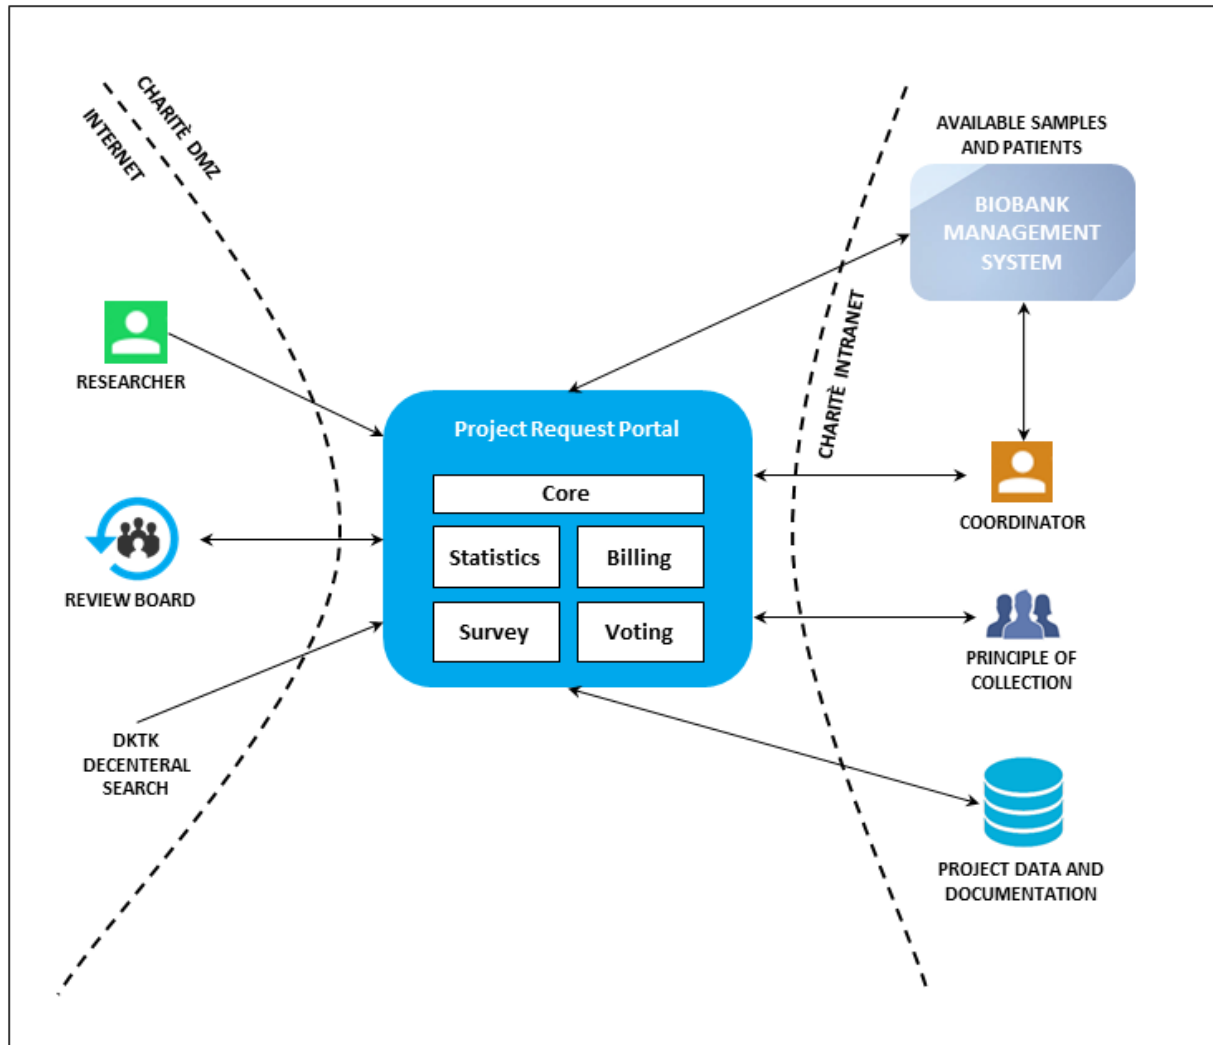 CHARITÈ DMZ
INTERNET
AVAILABLE SAMPLES
AND PATIENTS
BIOBANK
MANAGEMENT
SYSTEM
CHARITÈ INTRANET
RESEARCHER
Project Request Portal
Core
Statistics
Billing
Survey
Voting
COORDINATOR
REVIEW BOARD
PRINCIPLE OF
COLLECTION
DKTK
DECENTERAL
SEARCH
PROJECT DATA AND
DOCUMENTATION